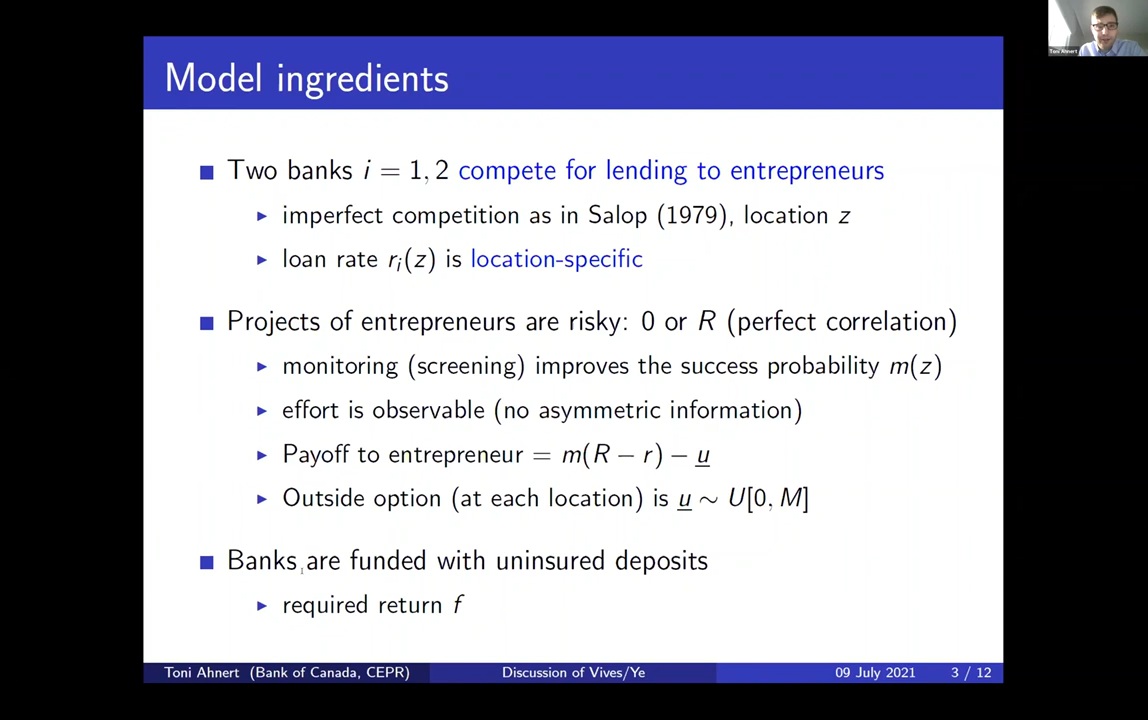 Model ingredients
Two banks i = 1, 2 compete for lending to entrepreneurs
imperfect competition as in Salop (1979), location z
loan rate rᵢ(z) is location-specific
Projects of entrepreneurs are risky: 0 or R (perfect correlation)
monitoring (screening) improves the success probability m(z)
effort is observable (no asymmetric information)
Payoff to entrepreneur = m(R − r) − u̲
Outside option (at each location) is u̲ ∼ U[0, M]
Banks are funded with uninsured deposits
required return f
Toni Ahnert (Bank of Canada, CEPR) Discussion of Vives/Ye 09 July 2021 3 / 12
Toni Ahnert